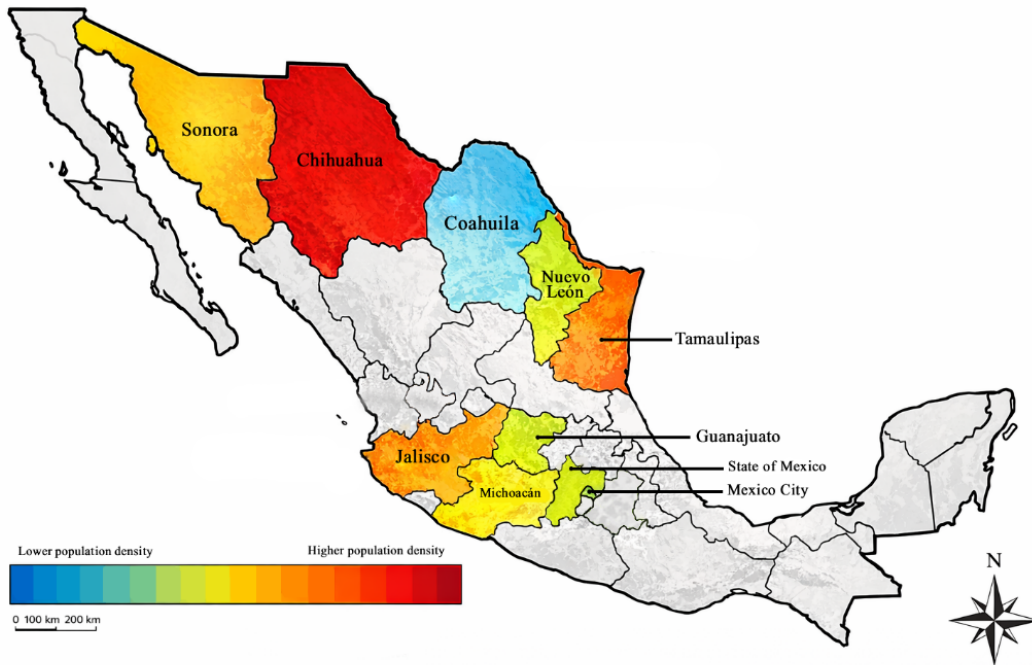 Sonora
Chihuahua
Coahuila
Nuevo
León
Tamaulipas
Guanajuato
Jalisco
State of Mexico
Michoacán
Mexico City
Lower population density
Higher population density
N
0 100 km 200 km